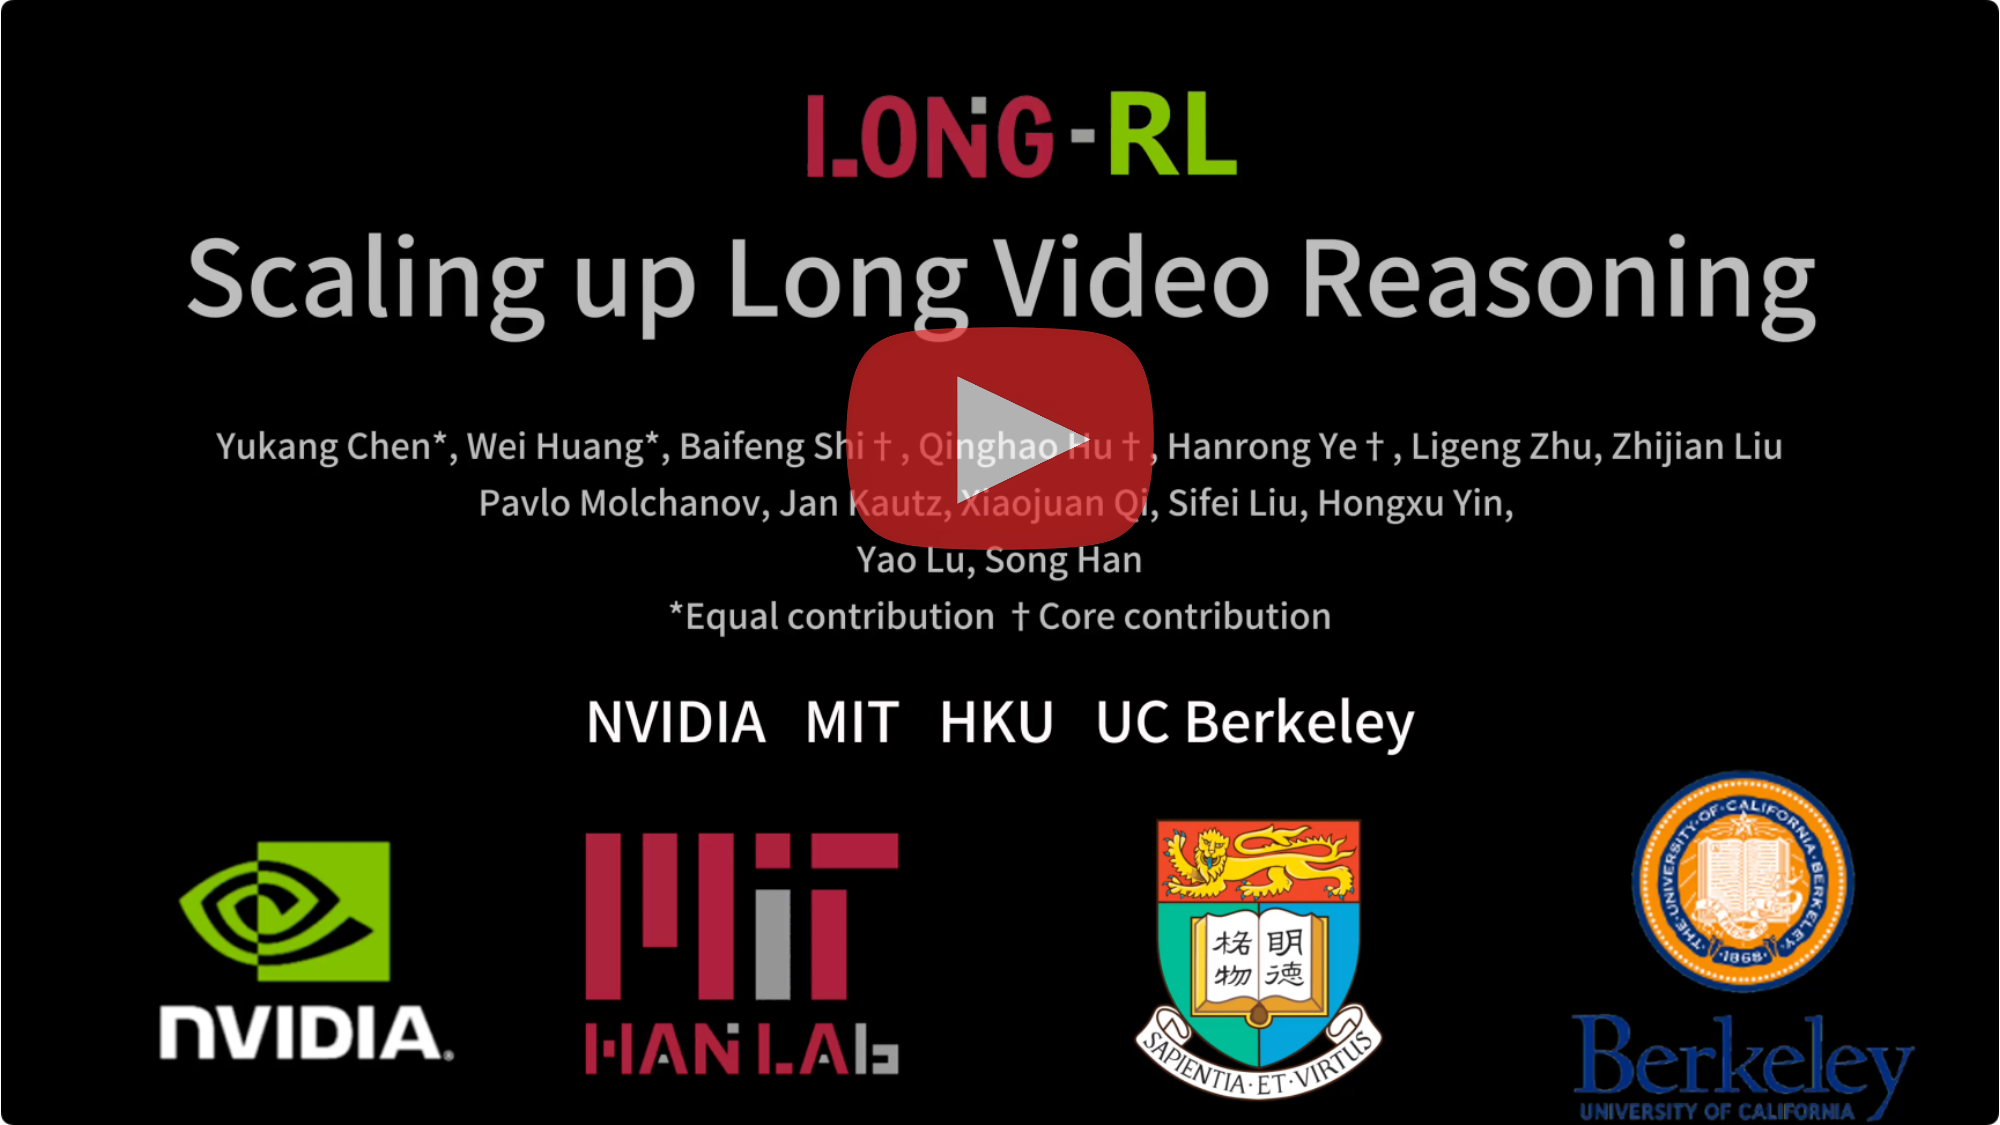 LONG-RL
Scaling up Long Video Reasoning
Yukang Chen*, Wei Huang*, Baifeng Shi†, Qinghao Hu†, Hanrong Ye†, Ligeng Zhu, Zhijian Liu
Pavlo Molchanov, Jan Kautz, Xiaojuan Qi, Sifei Liu, Hongxu Yin,
Yao Lu, Song Han
*Equal contribution †Core contribution
NVIDIA MIT HKU UC Berkeley
NVIDIA.
MIT
HAN LAb
明德
格物
SAPIENTIA·ET·VIRTUS
THE·UNIVERSITY·OF·CALIFORNIA·BERKELEY
·1868·
Berkeley
UNIVERSITY OF CALIFORNIA